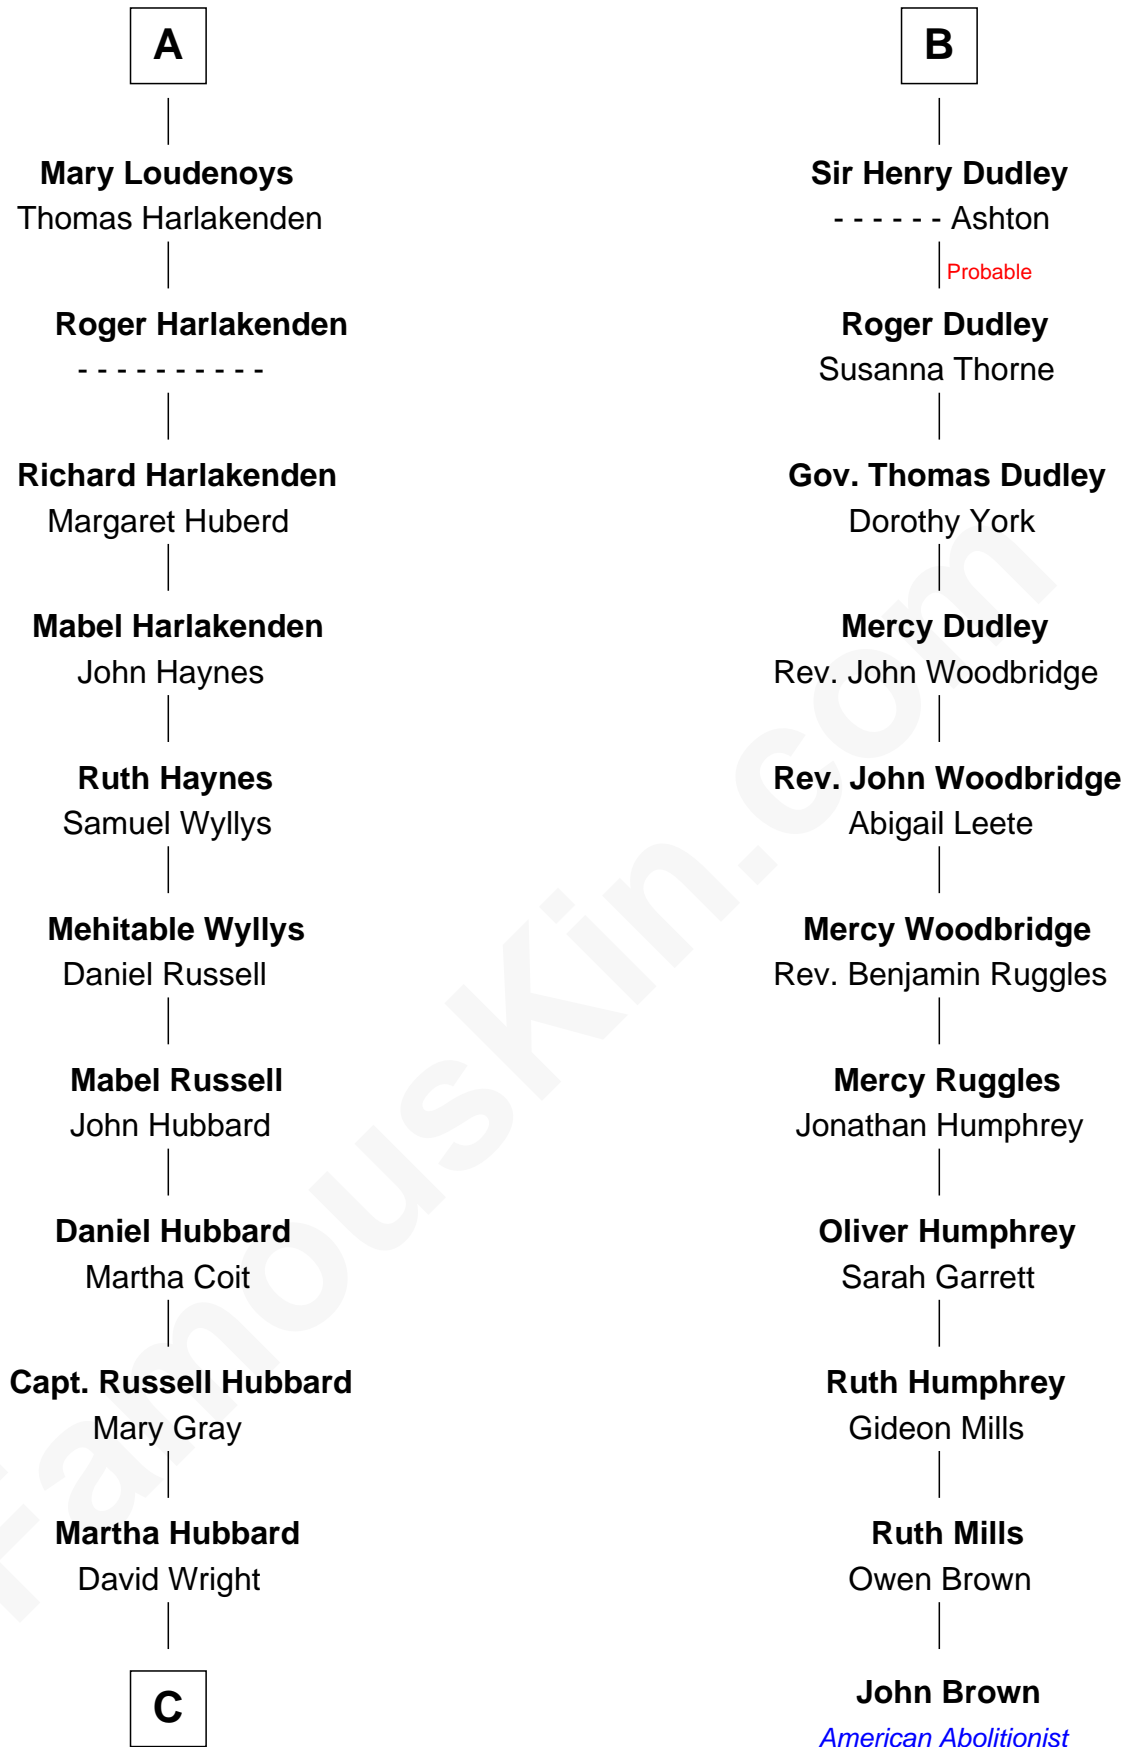 A
Mary Loudenoys
Thomas Harlakenden
Roger Harlakenden
- - - - - - - - - -
Richard Harlakenden
Margaret Huberd
Mabel Harlakenden
John Haynes
Ruth Haynes
Samuel Wyllys
Mehitable Wyllys
Daniel Russell
Mabel Russell
John Hubbard
Daniel Hubbard
Martha Coit
Capt. Russell Hubbard
Mary Gray
Martha Hubbard
David Wright
C
B
Sir Henry Dudley
- - - - - - Ashton
Probable
Roger Dudley
Susanna Thorne
Gov. Thomas Dudley
Dorothy York
Mercy Dudley
Rev. John Woodbridge
Rev. John Woodbridge
Abigail Leete
Mercy Woodbridge
Rev. Benjamin Ruggles
Mercy Ruggles
Jonathan Humphrey
Oliver Humphrey
Sarah Garrett
Ruth Humphrey
Gideon Mills
Ruth Mills
Owen Brown
John Brown
American Abolitionist
FamousKin.com